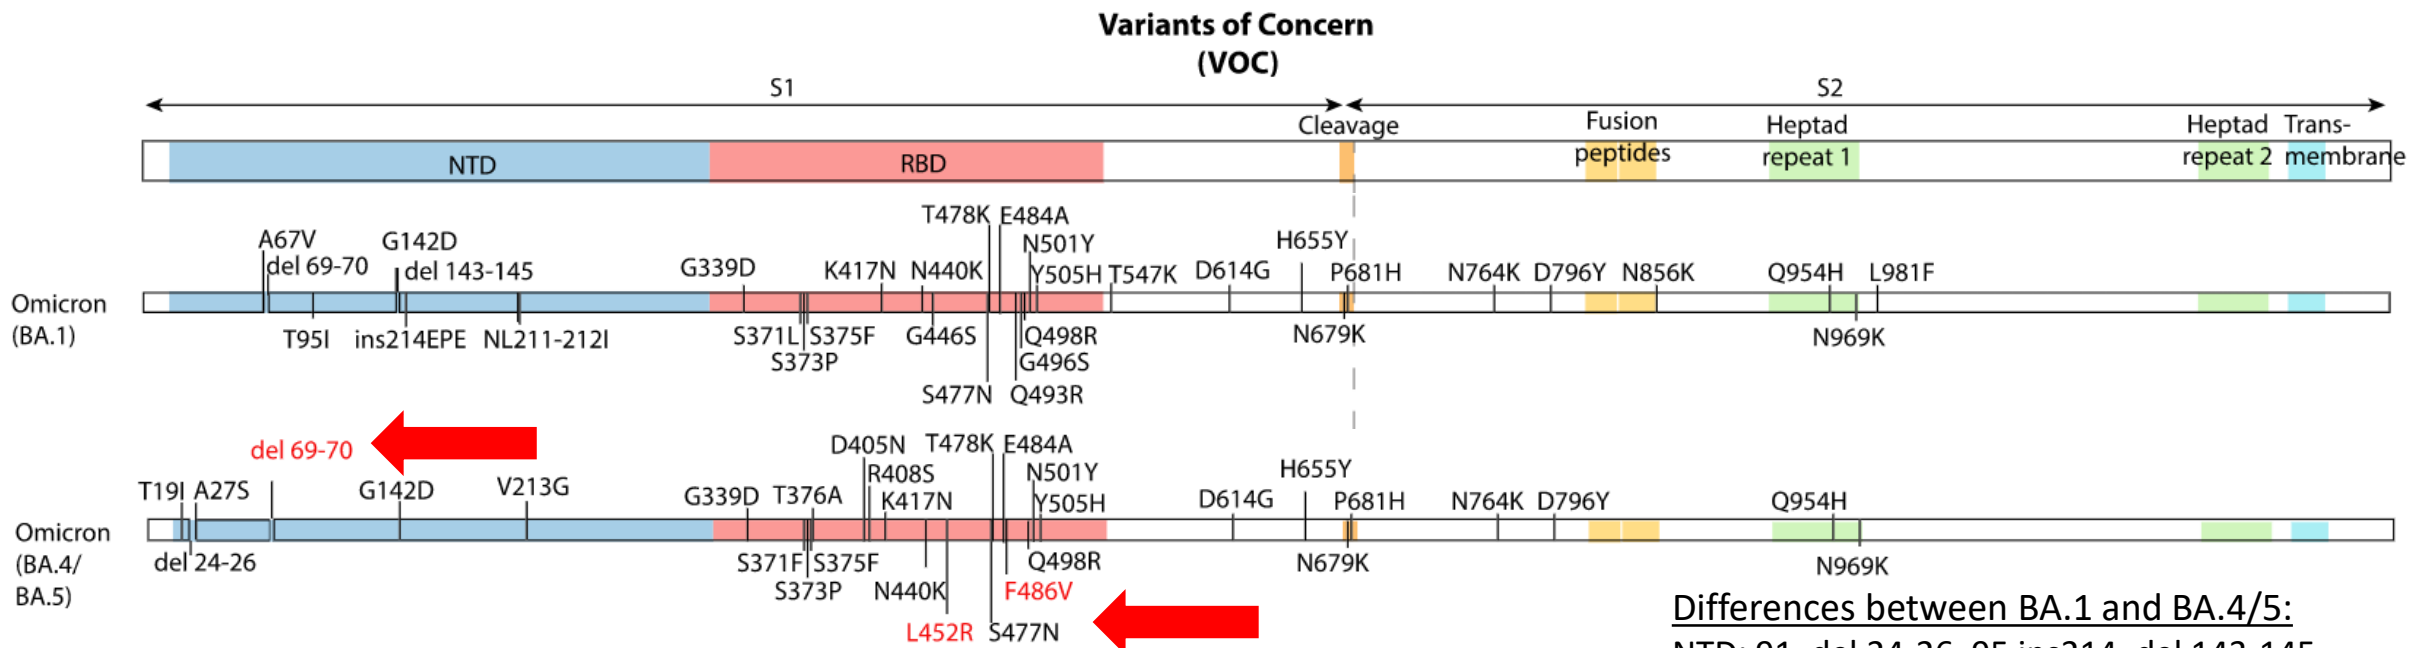 Variants of Concern
(VOC)
S1 S2
Cleavage Fusion peptides Heptad repeat 1 Heptad repeat 2 Trans-membrane
NTD RBD
T478K E484A
A67V G142D N501Y H655Y
del 69-70 del 143-145 G339D K417N N440K Y505H T547K D614G P681H N764K D796Y N856K Q954H L981F
Omicron
(BA.1)
T95I ins214EPE NL211-212I S371L S375F G446S Q498R N679K N969K
S773P G496S
S477N Q493R
del 69-70 D405N T478K E484A
R408S N501Y H655Y
T19I A27S G142D V213G G339D T376A K417N Y505H D614G P681H N764K D796Y Q954H
Omicron
(BA.4/
BA.5)
del 24-26 S371F S375F Q498R N679K N969K
S373P N440K F486V
L452R S477N
Differences between BA.1 and BA.4/5: